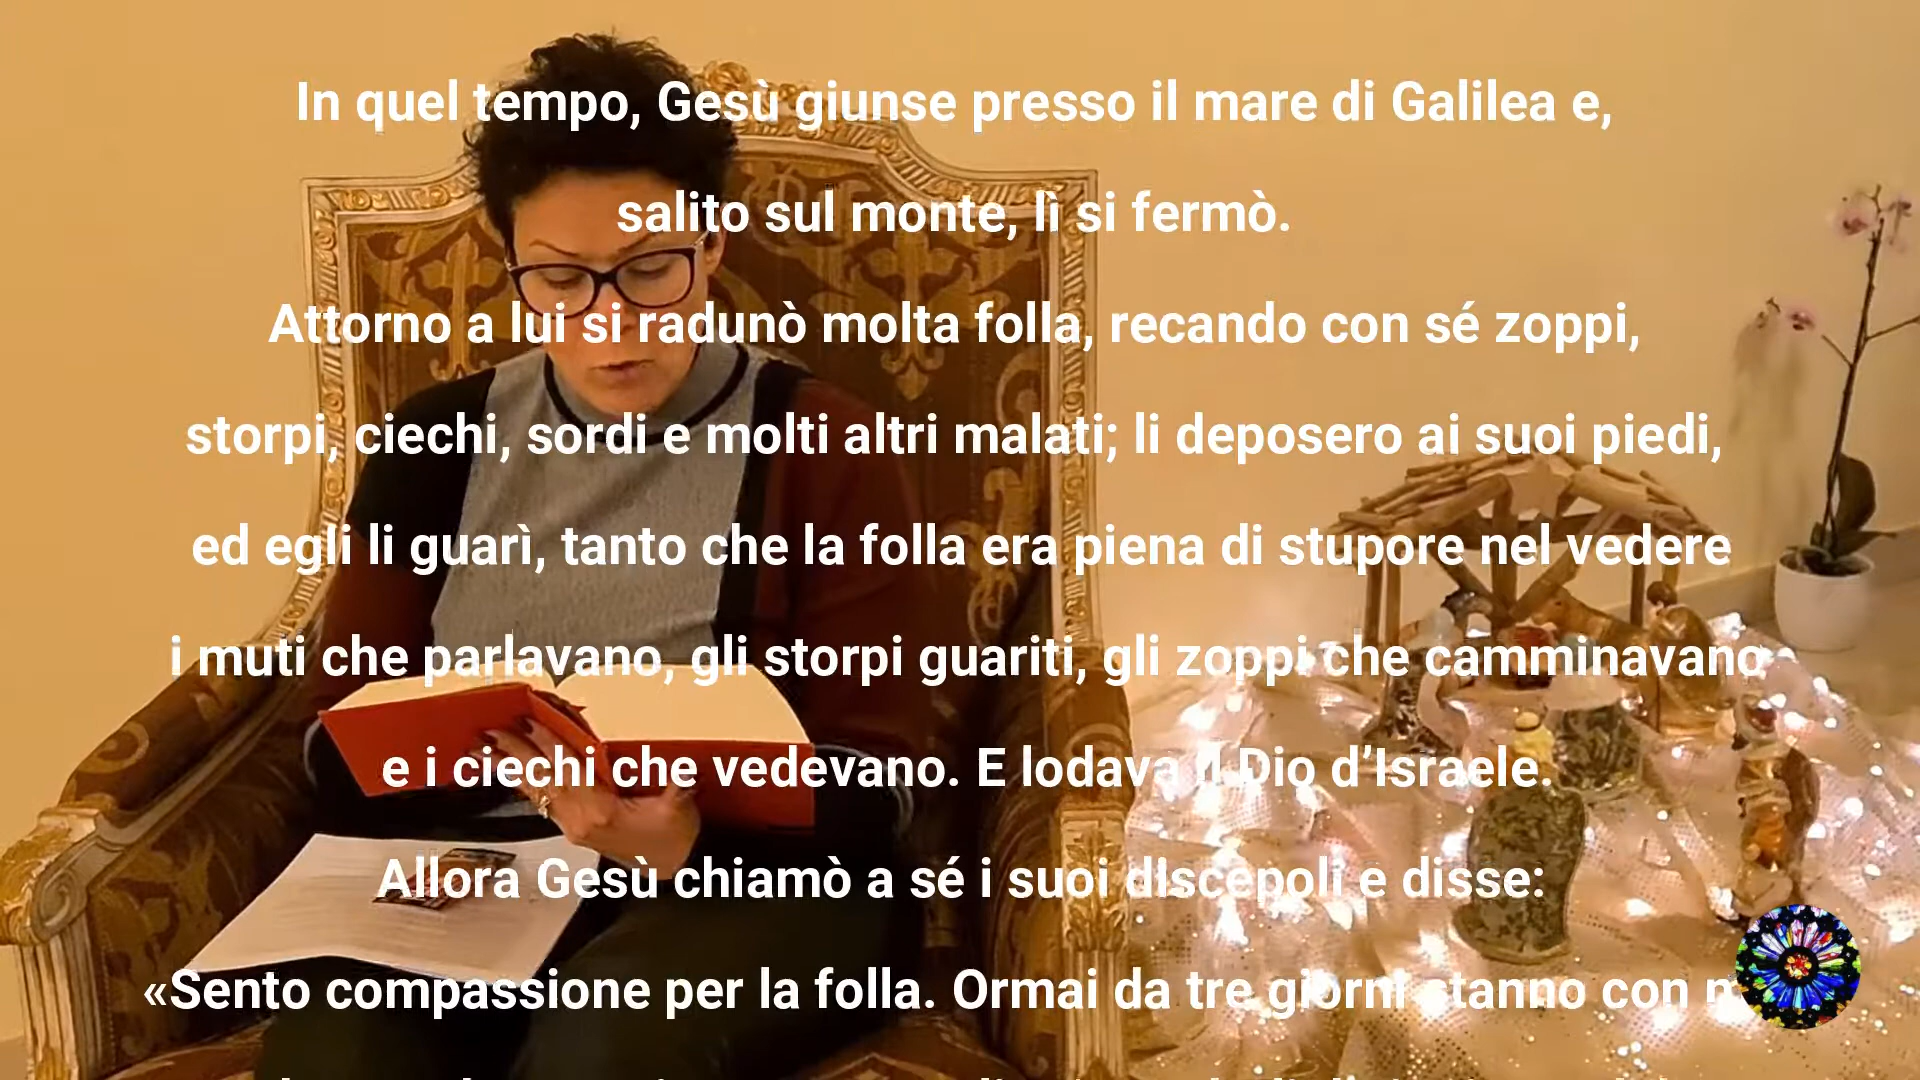 In quel tempo, Gesù giunse presso il mare di Galilea e,
salito sul monte, lì si fermò.
Attorno a lui si radunò molta folla, recando con sé zoppi,
storpi, ciechi, sordi e molti altri malati; li deposero ai suoi piedi,
ed egli li guarì, tanto che la folla era piena di stupore nel vedere
i muti che parlavano, gli storpi guariti, gli zoppi che camminavano
e i ciechi che vedevano. E lodava il Dio d’Israele.
Allora Gesù chiamò a sé i suoi discepoli e disse:
«Sento compassione per la folla. Ormai da tre giorni stanno con